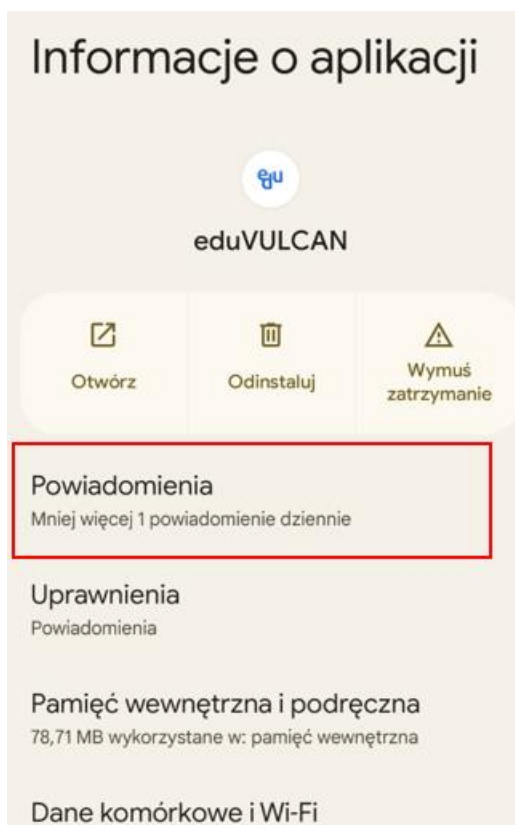 Informacje o aplikacji
edu
eduVULCAN
Otwórz
Odinstaluj
Wymuś
zatrzymanie
Powiadomienia
Mniej więcej 1 powiadomienie dziennie
Uprawnienia
Powiadomienia
Pamięć wewnętrzna i podręczna
78,71 MB wykorzystane w: pamięć wewnętrzna
Dane komórkowe i Wi-Fi